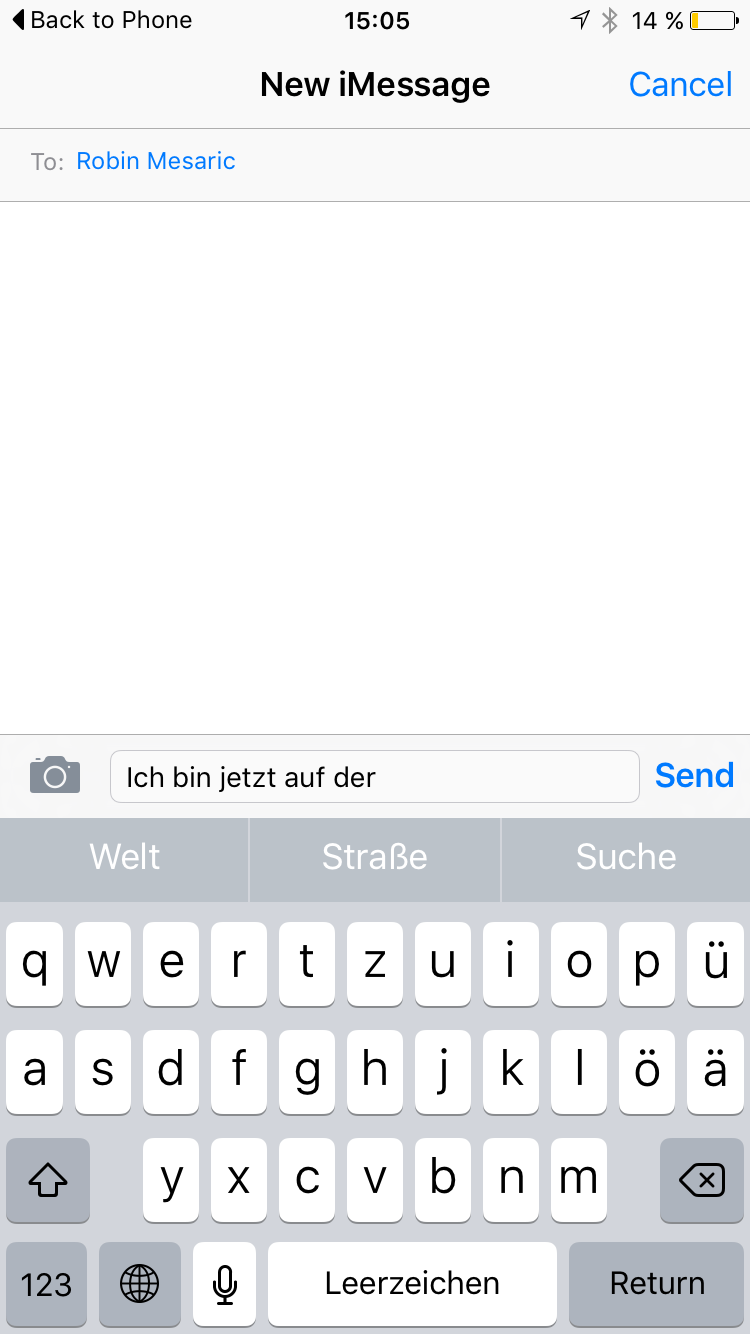 Back to Phone 15:05 14 %
New iMessage Cancel
To: Robin Mesaric
Ich bin jetzt auf der Send
Welt Straße Suche
q w e r t z u i o p ü
a s d f g h j k l ö ä
y x c v b n m
123 Leerzeichen Return